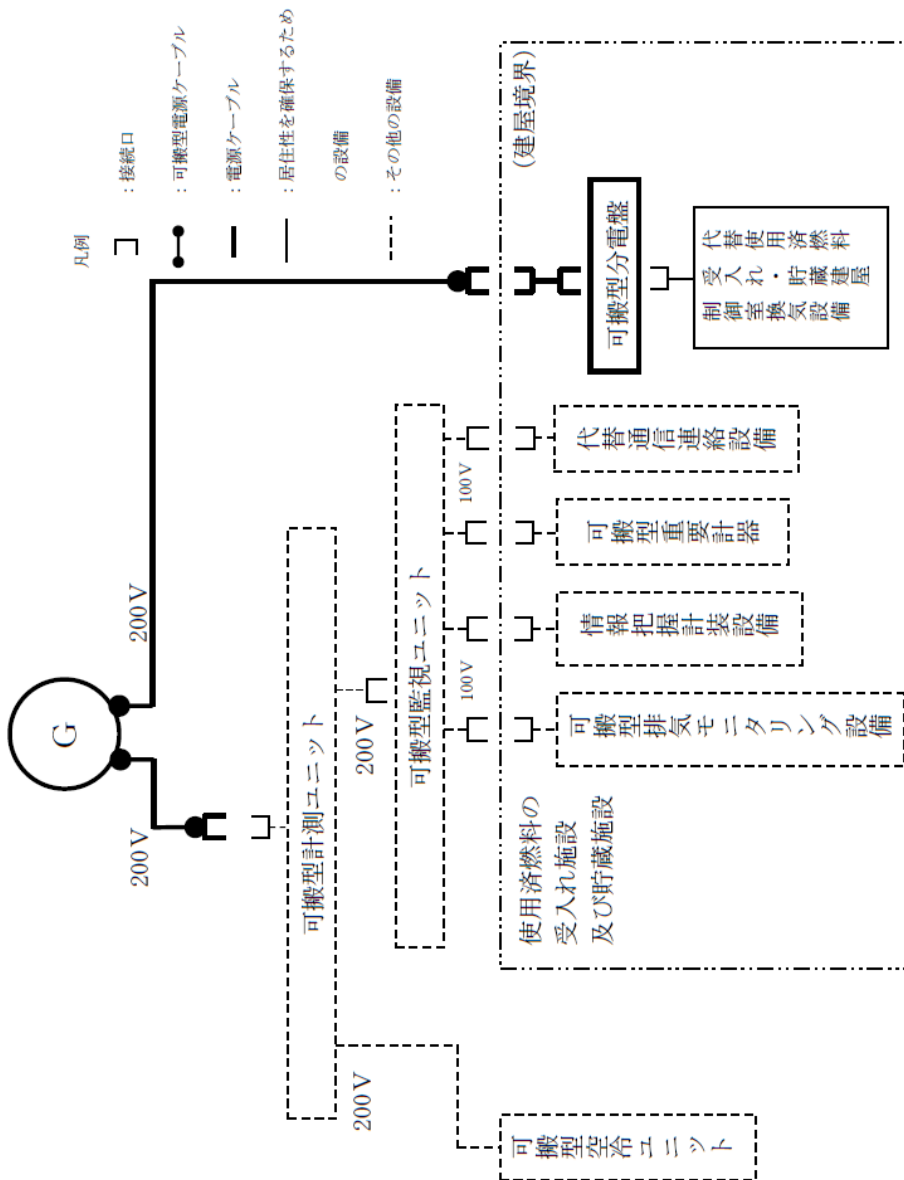 G
200V
200V
可搬型計測ユニット
200V
200V
可搬型監視ユニット
100V
100V
可搬型空冷ユニット
使用済燃料の
受入れ施設
及び貯蔵施設
可搬型排気モニタリング設備
情報把握計装設備
可搬型重要計器
代替通信連絡設備
可搬型分電盤
代替使用済燃料
受入れ・貯蔵建屋
制御室換気設備
(建屋境界)
凡例
：接続口
：可搬型電源ケーブル
：電源ケーブル
：居住性を確保するため
の設備
：その他の設備